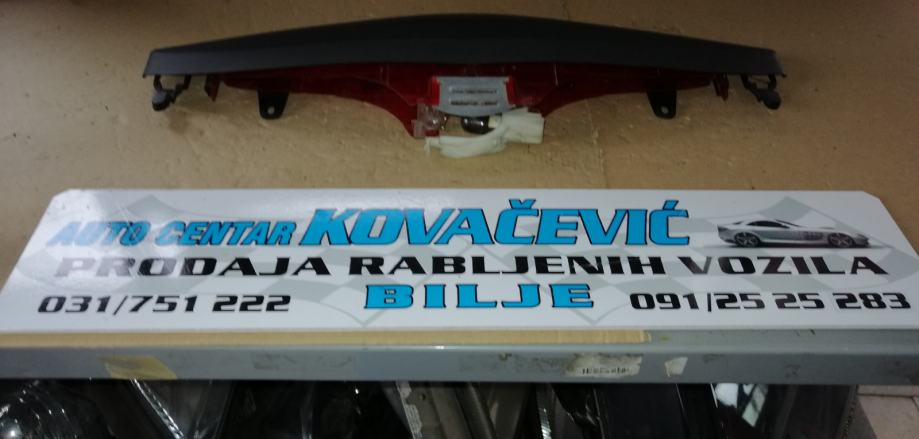 AUTO CENTAR KOVAČEVIĆ
PRODAJA RABLJENIH VOZILA
031/751 222 BILJE 091/25 25 283